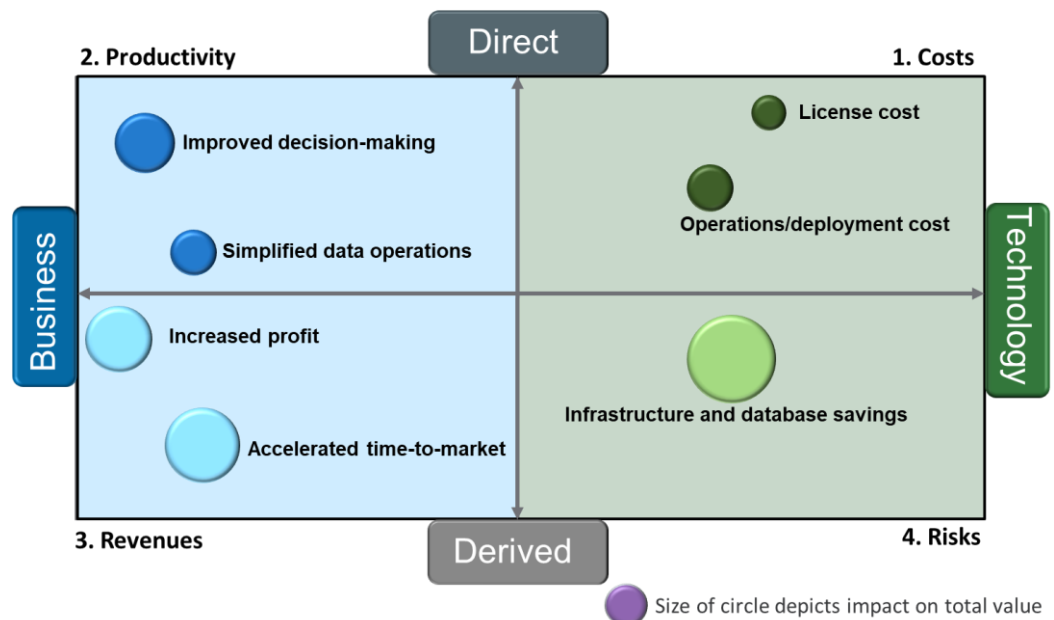 Direct
2. Productivity
1. Costs
License cost
Improved decision-making
Operations/deployment cost
Simplified data operations
Business
Technology
Increased profit
Infrastructure and database savings
Accelerated time-to-market
3. Revenues
Derived
4. Risks
Size of circle depicts impact on total value